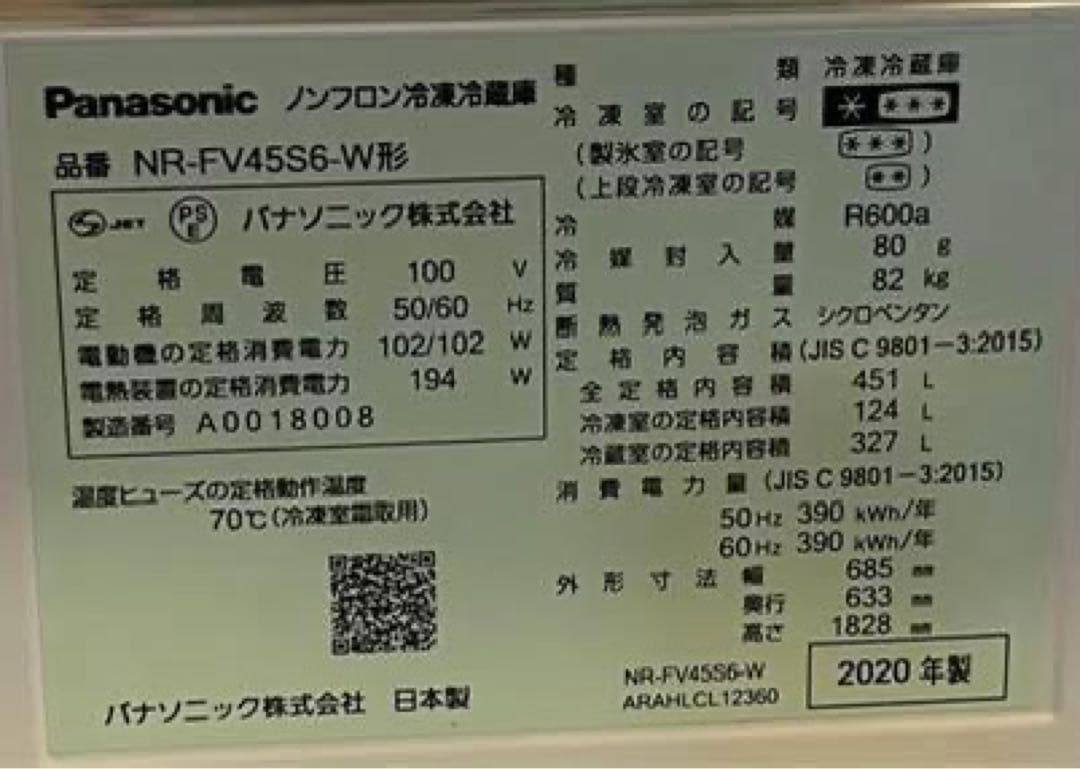 Panasonic ノンフロン冷凍冷蔵庫
品番 NR-FV45S6-W形
JET PSE パナソニック株式会社
定格電圧 100 V
定格周波数 50/60 Hz
電動機の定格消費電力 102/102 W
電熱装置の定格消費電力 194 W
製造番号 A0018008
温度ヒューズの定格動作温度
70℃(冷凍室霜取用)
パナソニック株式会社 日本製
種類 冷凍冷蔵庫
冷凍室の記号 * ***
(製氷室の記号 ***)
(上段冷凍室の記号 **)
冷媒 R600a
冷媒封入量 80 g
質量 82 kg
断熱発泡ガス シクロペンタン
定格内容積(JIS C 9801-3:2015)
全定格内容積 451 L
冷凍室の定格内容積 124 L
冷蔵室の定格内容積 327 L
消費電力量 (JIS C 9801-3:2015)
50Hz 390 kWh/年
60Hz 390 kWh/年
外形寸法 幅 685 mm
奥行 633 mm
高さ 1828 mm
NR-FV45S6-W
ARAHLCL12360
2020年製